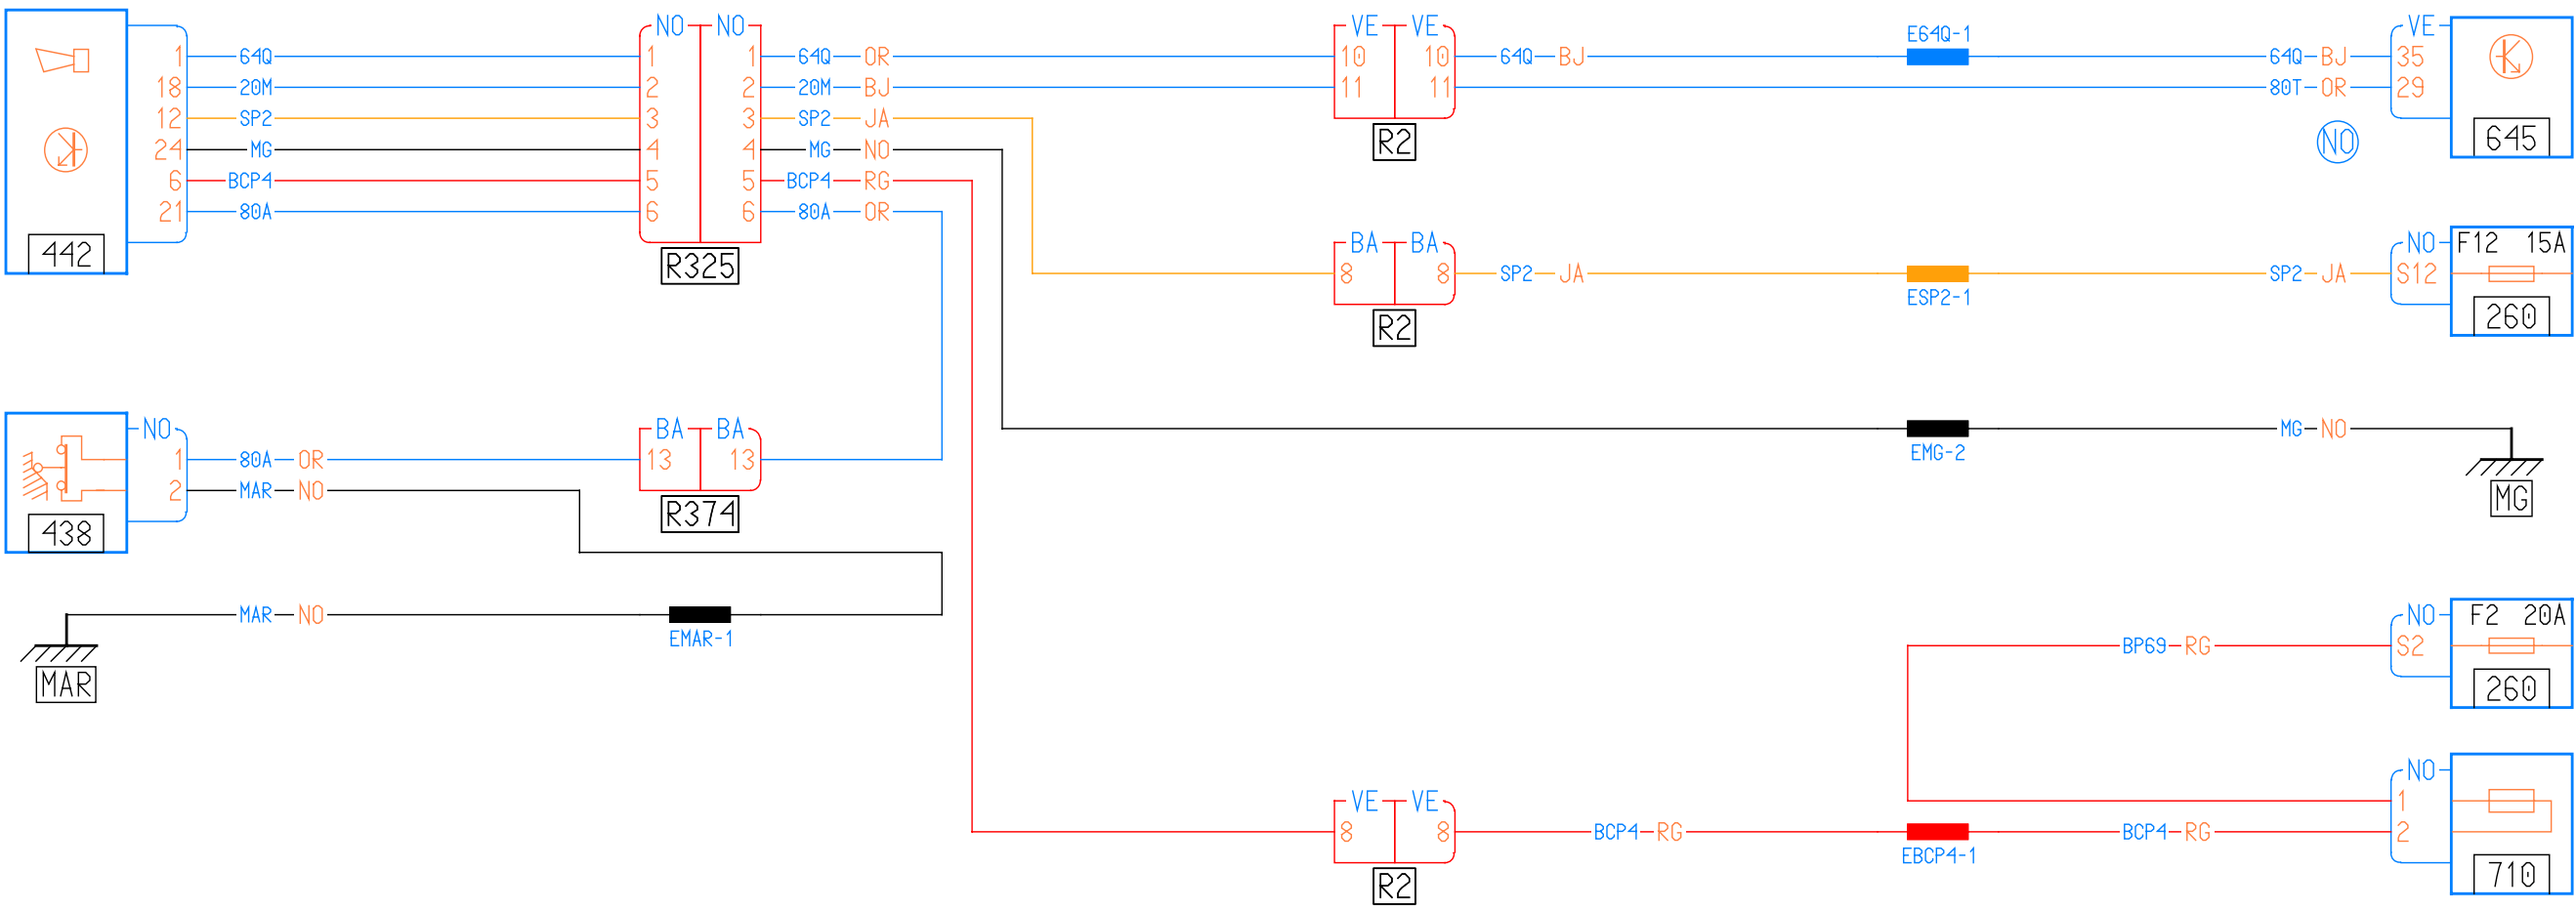 NO NO VE VE E64Q-1 VE
1 64Q 1 1 64Q OR 10 10 64Q BJ 64Q BJ 35
18 20M 2 2 20M BJ 11 11 80T OR 29
12 SP2 3 3 SP2 JA
R2 NO 645
24 MG 4 4 MG NO
6 BCP4 5 5 BCP4 RG
21 80A 6 6 80A OR
442 R325
BA BA NO F12 15A
8 8 SP2 JA SP2 JA S12
R2 ESP2-1 260
NO BA BA MG NO
1 80A OR 13 13 EMG-2
2 MAR NO
438 R374 MG
MAR NO NO F2 20A
EMAR-1
BP69 RG S2
MAR 260
VE VE NO
1
8 8 BCP4 RG BCP4 RG 2
EBCP4-1
R2 710